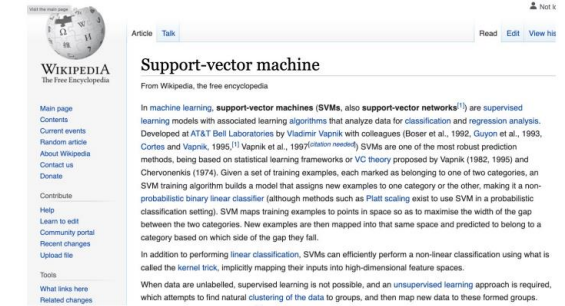 Visit the main page
WIKIPEDIA
The Free Encyclopedia
Main page
Contents
Current events
Random article
About Wikipedia
Contact us
Donate
Contribute
Help
Learn to edit
Community portal
Recent changes
Upload file
Tools
What links here
Related changes
Article Talk
Read Edit View his
Support-vector machine
From Wikipedia, the free encyclopedia
In machine learning, support-vector machines (SVMs, also support-vector networks[1]) are supervised
learning models with associated learning algorithms that analyze data for classification and regression analysis.
Developed at AT&T Bell Laboratories by Vladimir Vapnik with colleagues (Boser et al., 1992, Guyon et al., 1993,
Cortes and Vapnik, 1995,[1] Vapnik et al., 1997[citation needed]) SVMs are one of the most robust prediction
methods, being based on statistical learning frameworks or VC theory proposed by Vapnik (1982, 1995) and
Chervonenkis (1974). Given a set of training examples, each marked as belonging to one of two categories, an
SVM training algorithm builds a model that assigns new examples to one category or the other, making it a non-
probabilistic binary linear classifier (although methods such as Platt scaling exist to use SVM in a probabilistic
classification setting). SVM maps training examples to points in space so as to maximise the width of the gap
between the two categories. New examples are then mapped into that same space and predicted to belong to a
category based on which side of the gap they fall.
In addition to performing linear classification, SVMs can efficiently perform a non-linear classification using what is
called the kernel trick, implicitly mapping their inputs into high-dimensional feature spaces.
When data are unlabelled, supervised learning is not possible, and an unsupervised learning approach is required,
which attempts to find natural clustering of the data to groups, and then map new data to these formed groups.